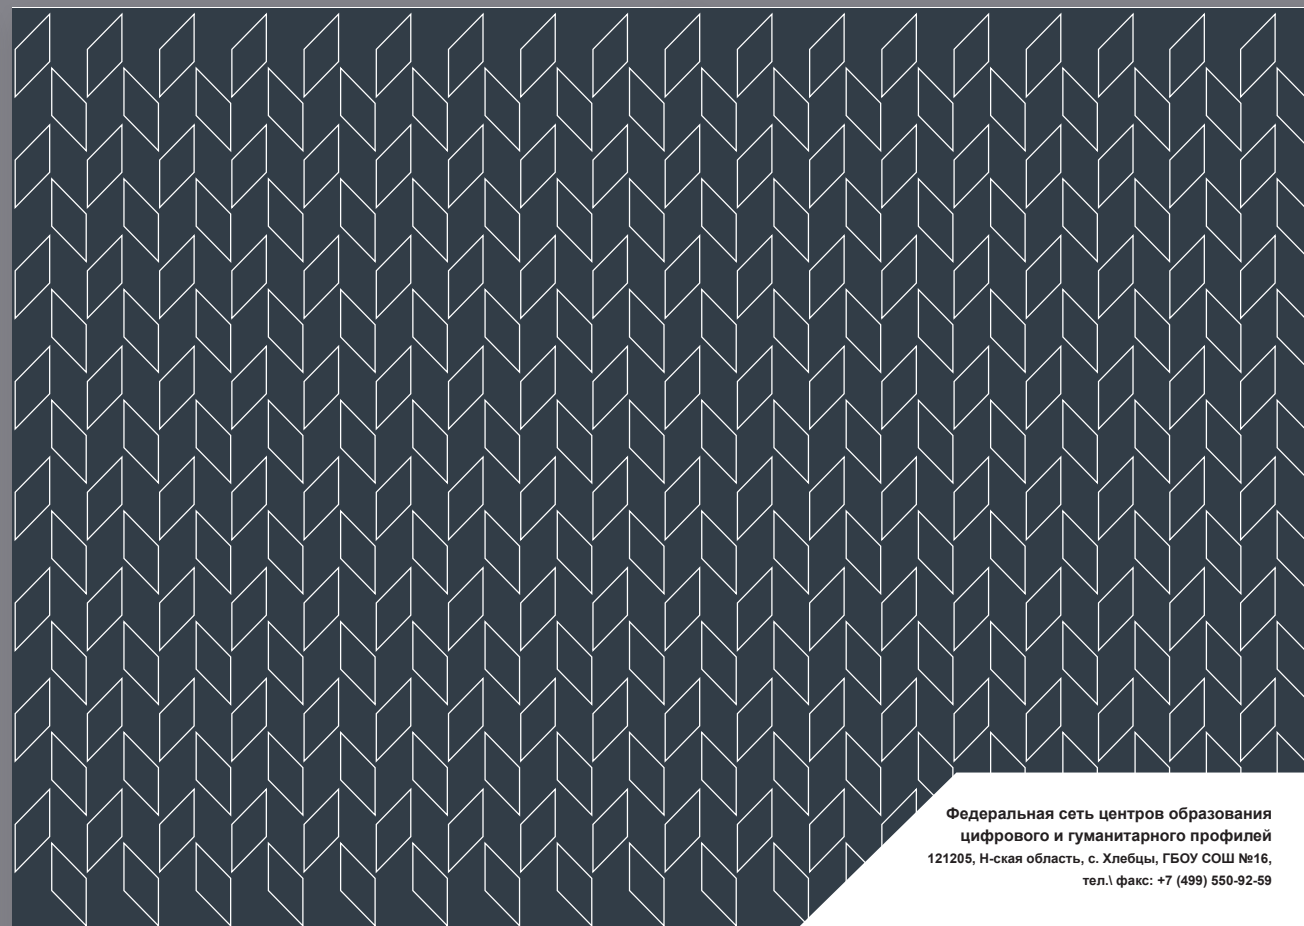 Федеральная сеть центров образования
цифрового и гуманитарного профилей
121205, Н-ская область, с. Хлебцы, ГБОУ СОШ №16,
тел.\ факс: +7 (499) 550-92-59